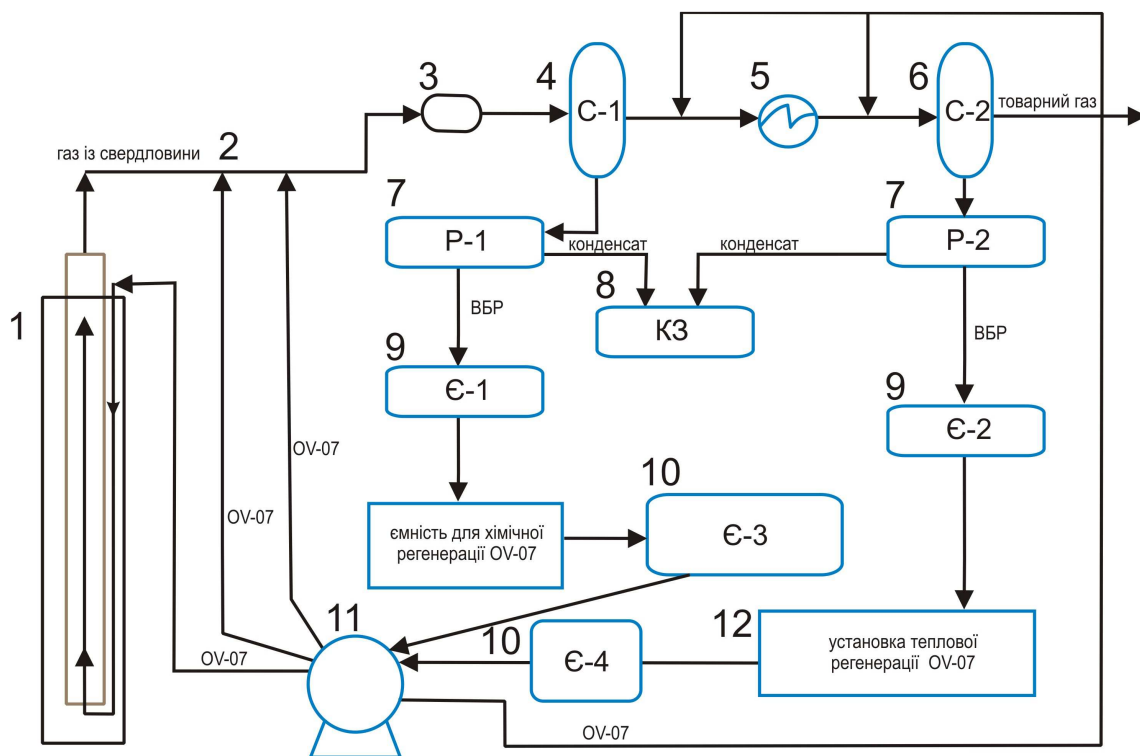 3
4
5
6
С-1
С-2
товарний газ
газ із свердловини
2
7
7
Р-1
конденсат
конденсат
Р-2
8
ВБР
ВБР
1
КЗ
9
9
Є-1
Є-2
OV-07
10
OV-07
ємність для хімічної
регенерації OV-07
Є-3
11
10
12
OV-07
Є-4
установка теплової
регенерації OV-07
OV-07